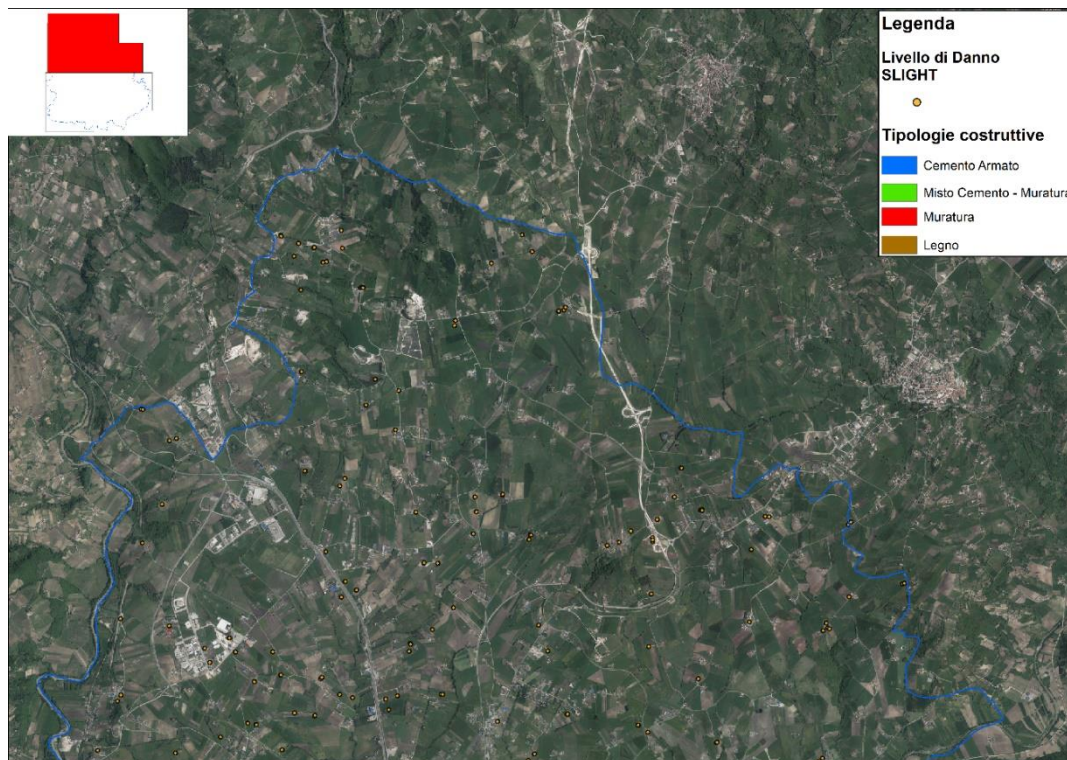 Legenda
Livello di Danno
SLIGHT
Tipologie costruttive
Cemento Armato
Misto Cemento - Muratura
Muratura
Legno